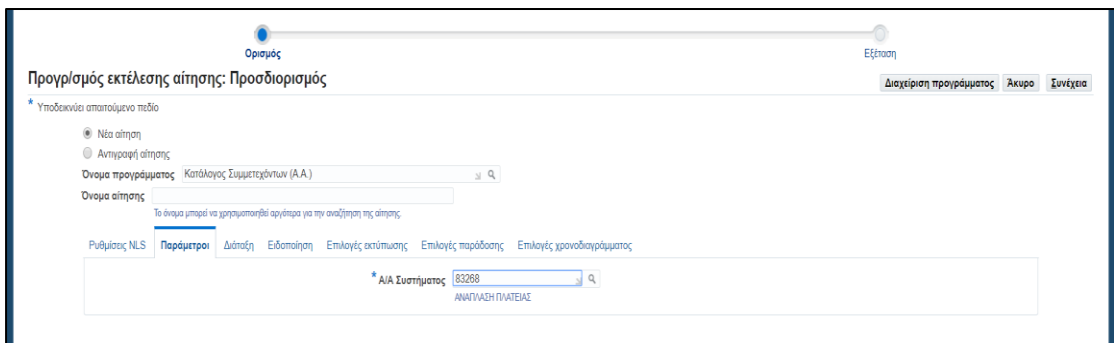 Ορισμός Εξέταση
Προγρ/σμός εκτέλεσης αίτησης: Προσδιορισμός
Διαχείριση προγράμματος Άκυρο Συνέχεια
* Υποδεικνύει απαιτούμενο πεδίο
Νέα αίτηση
Αντιγραφή αίτησης
Όνομα προγράμματος Κατάλογος Συμμετεχόντων (Α.Α.)
Όνομα αίτησης
Το όνομα μπορεί να χρησιμοποιηθεί αργότερα για την αναζήτηση της αίτησης.
Ρυθμίσεις NLS Παράμετροι Διάταξη Ειδοποίηση Επιλογές εκτύπωσης Επιλογές παράδοσης Επιλογές χρονοδιαγράμματος
* Α/Α Συστήματος 83268
ΑΝΑΠΛΑΣΗ ΠΛΑΤΕΙΑΣ